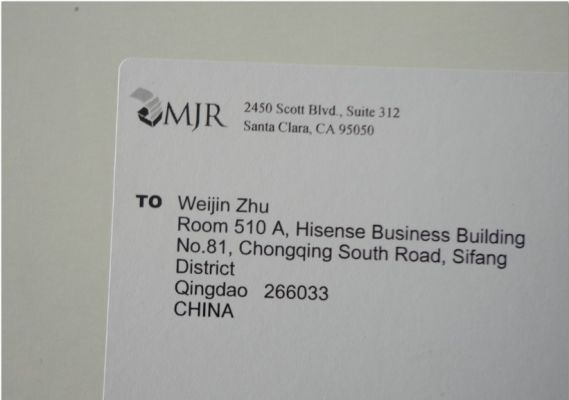 MJR
2450 Scott Blvd., Suite 312
Santa Clara, CA 95050
TO Weijin Zhu
Room 510 A, Hisense Business Building
No.81, Chongqing South Road, Sifang
District
Qingdao 266033
CHINA